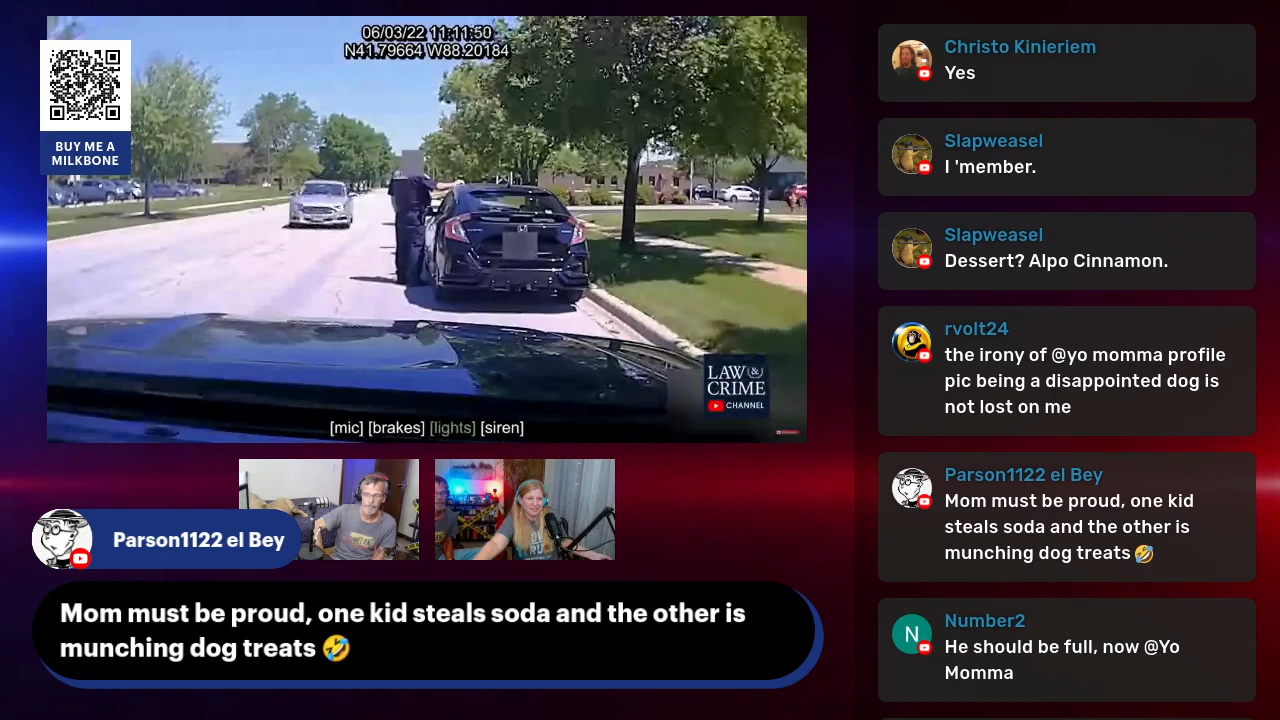 06/03/22 11:11:50
N41.79664 W88.20184
BUY ME A
MILKBONE
LAW &
CRIME
CHANNEL
[mic] [brakes] [lights] [siren]
Parson1122 el Bey
Mom must be proud, one kid steals soda and the other is
munching dog treats 🤣
Christo Kinieriem
Yes
Slapweasel
I 'member.
Slapweasel
Dessert? Alpo Cinnamon.
rvolt24
the irony of @yo momma profile
pic being a disappointed dog is
not lost on me
Parson1122 el Bey
Mom must be proud, one kid
steals soda and the other is
munching dog treats 🤣
N
Number2
He should be full, now @Yo
Momma